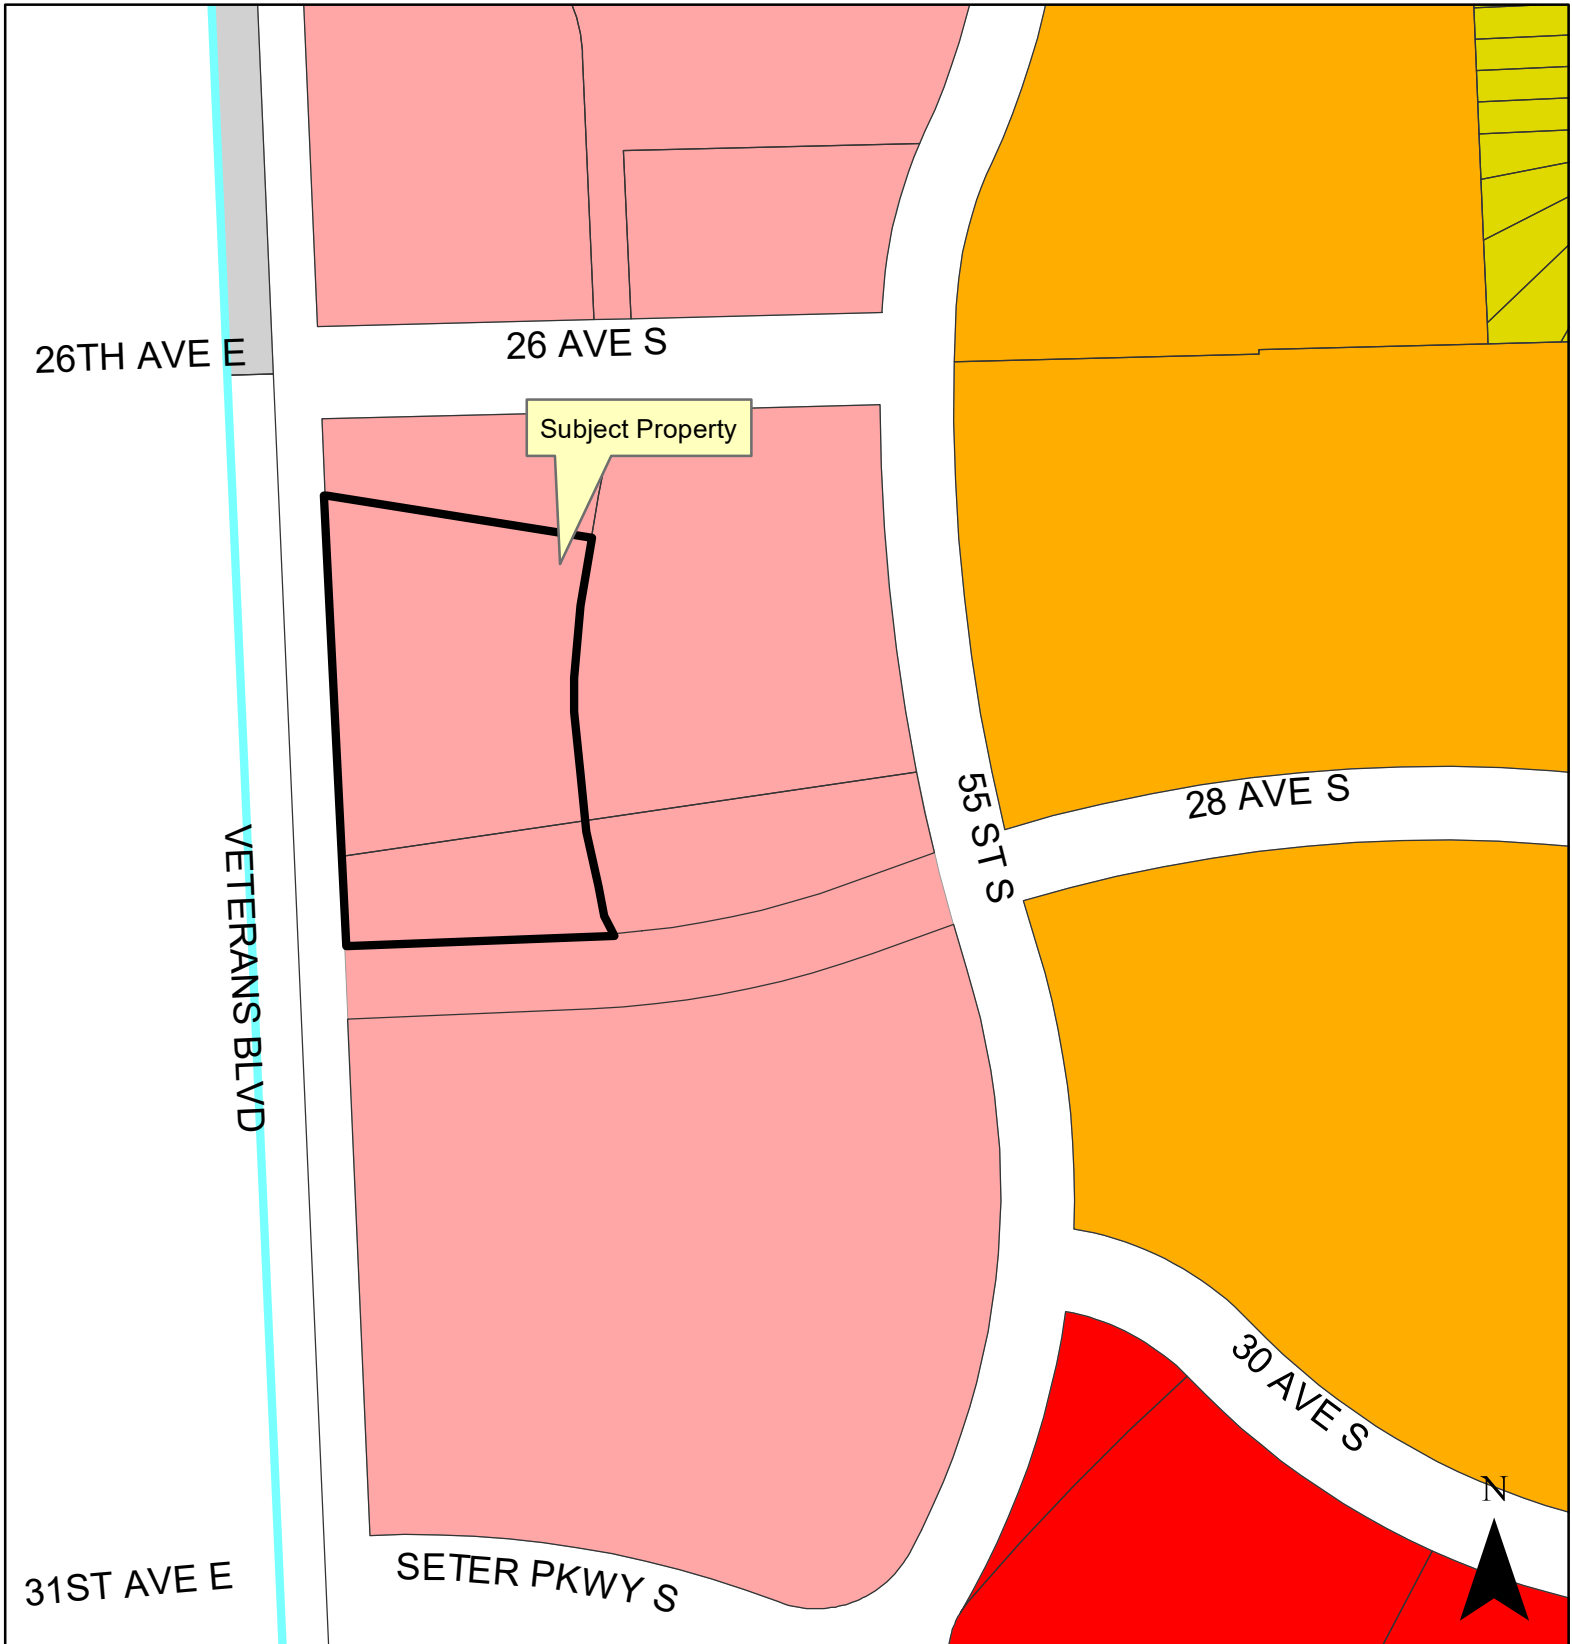 26TH AVE E
26 AVE S
Subject Property
55 ST S
28 AVE S
VETERANS BLVD
30 AVE S
N
31ST AVE E
SETER PKWY S